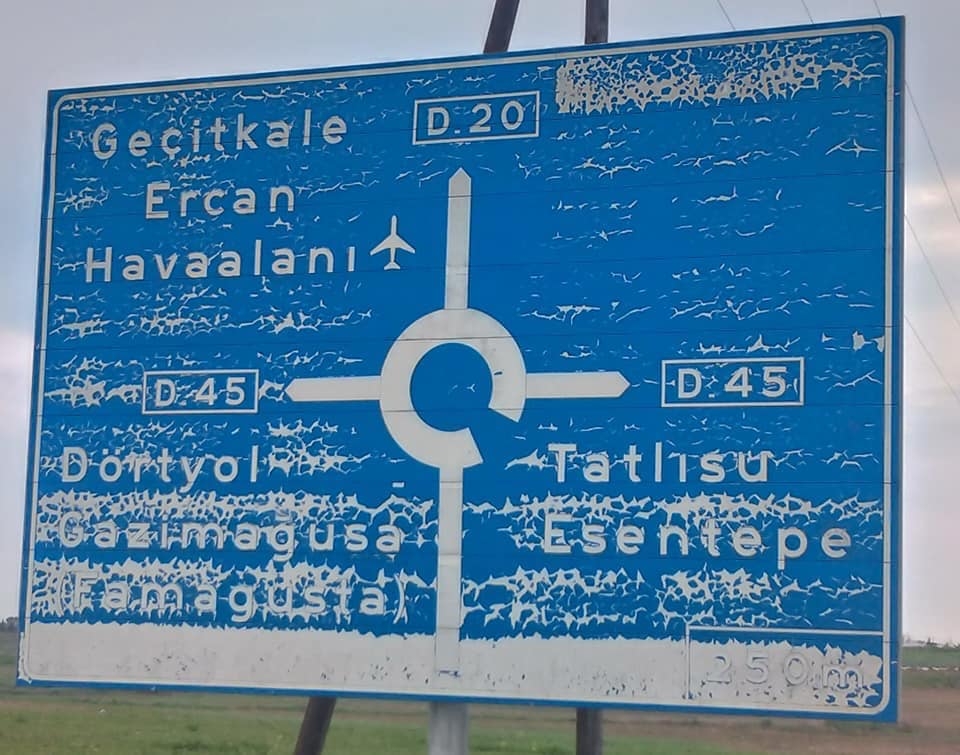 Geçitkale
Ercan
Havaalanı
D.20
D.45
Dörtyol
Gazimağusa
(Famagusta)
D.45
Tatlısu
Esentepe
250m